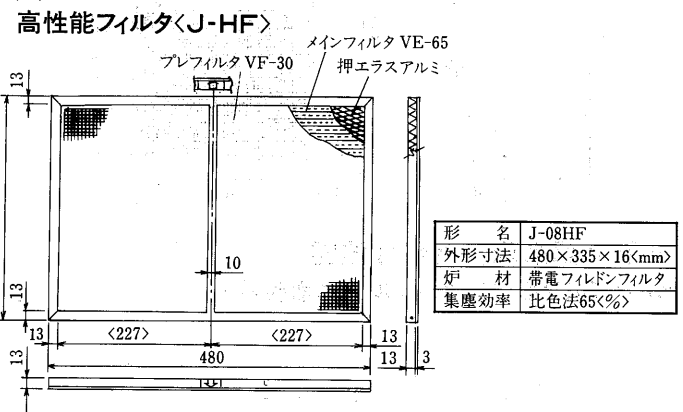 高性能フィルタ〈J-HF〉
メインフィルタ VE-65
プレフィルタ VF-30
押エラスアルミ
13
10
13
13
〈227〉
〈227〉
13
480
13
3
13
形 名 J-08HF
外形寸法 480×335×16〈mm〉
炉 材 帯電フィレドンフィルタ
集塵効率 比色法65〈%〉